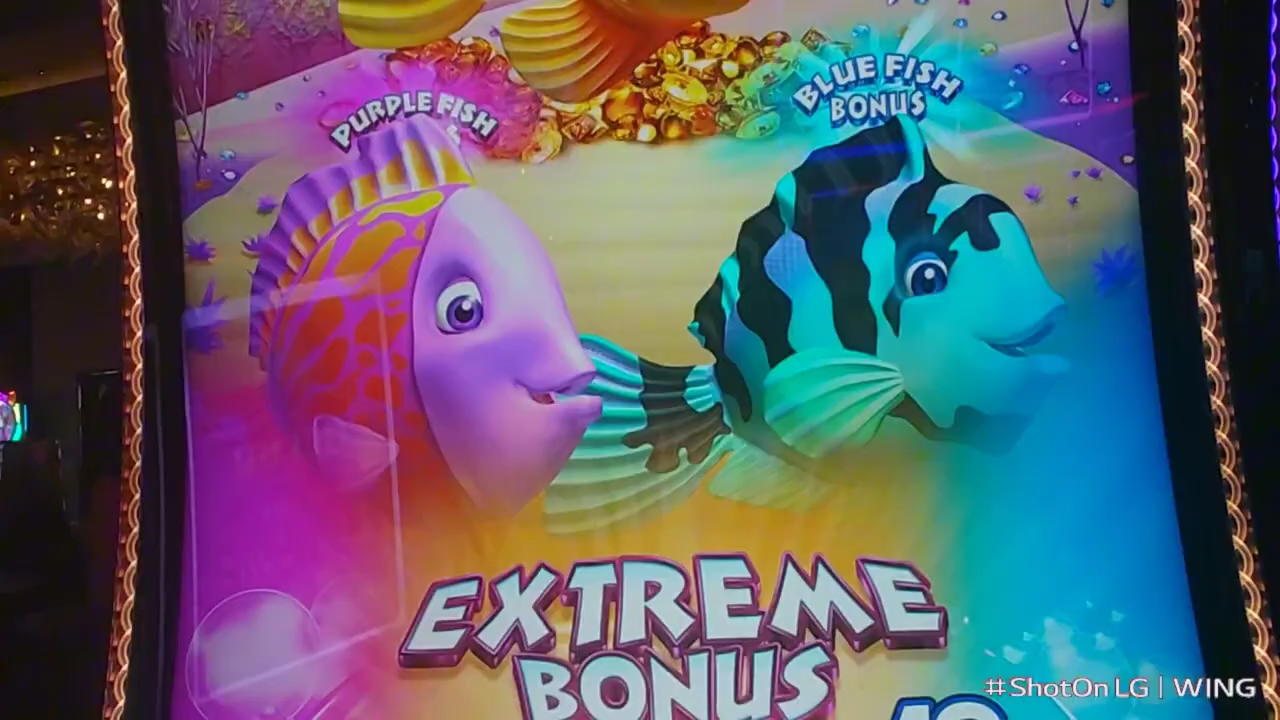 PURPLE FISH
BLUE FISH
BONUS
EXTREME
BONUS
#ShotOn LG | WING